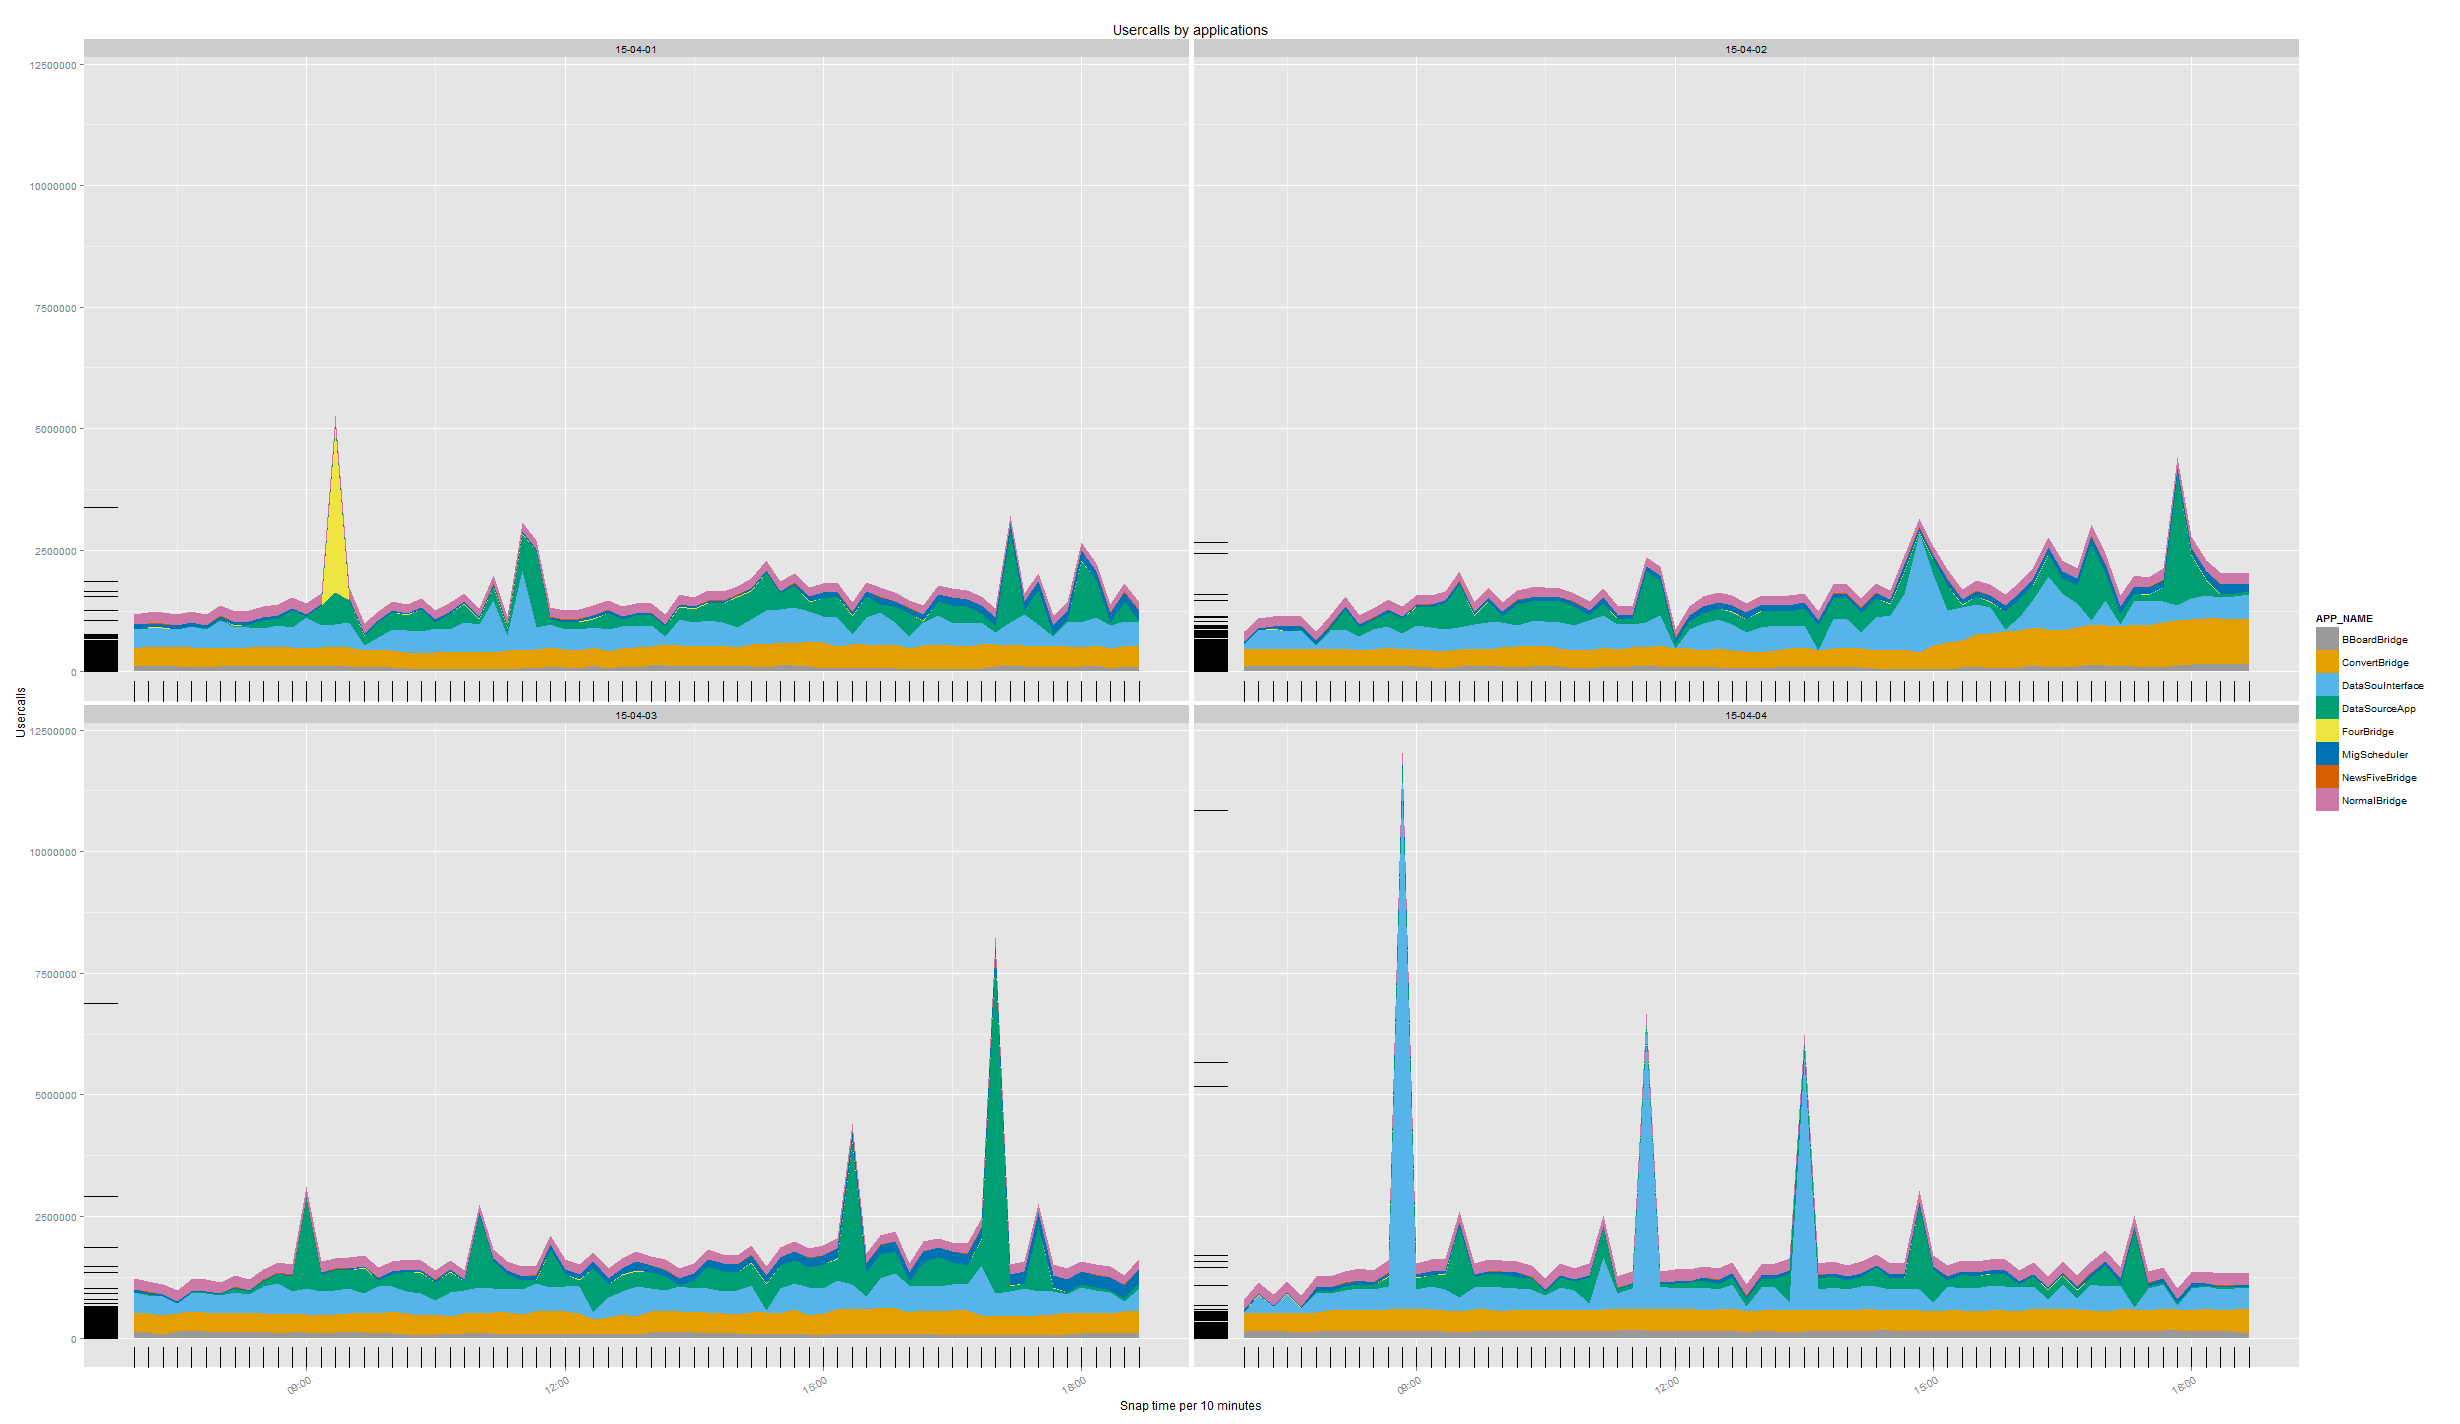 Usercalls by applications
15-04-01
15-04-02
12500000
10000000
7500000
5000000
2500000
0
15-04-03
15-04-04
12500000
10000000
7500000
5000000
2500000
0
Usercalls
09:00
12:00
15:00
18:00
09:00
12:00
15:00
18:00
Snap time per 10 minutes
APP_NAME
BBoardBridge
ConvertBridge
DataSouInterface
DataSourceApp
FourBridge
MigScheduler
NewsFiveBridge
NormalBridge